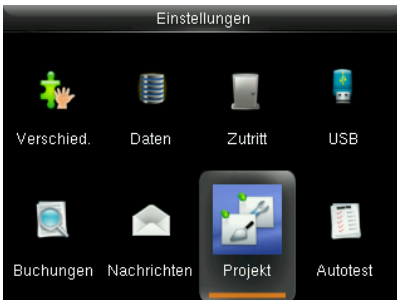 Einstellungen
Verschied. Daten Zutritt USB
Buchungen Nachrichten Projekt Autotest